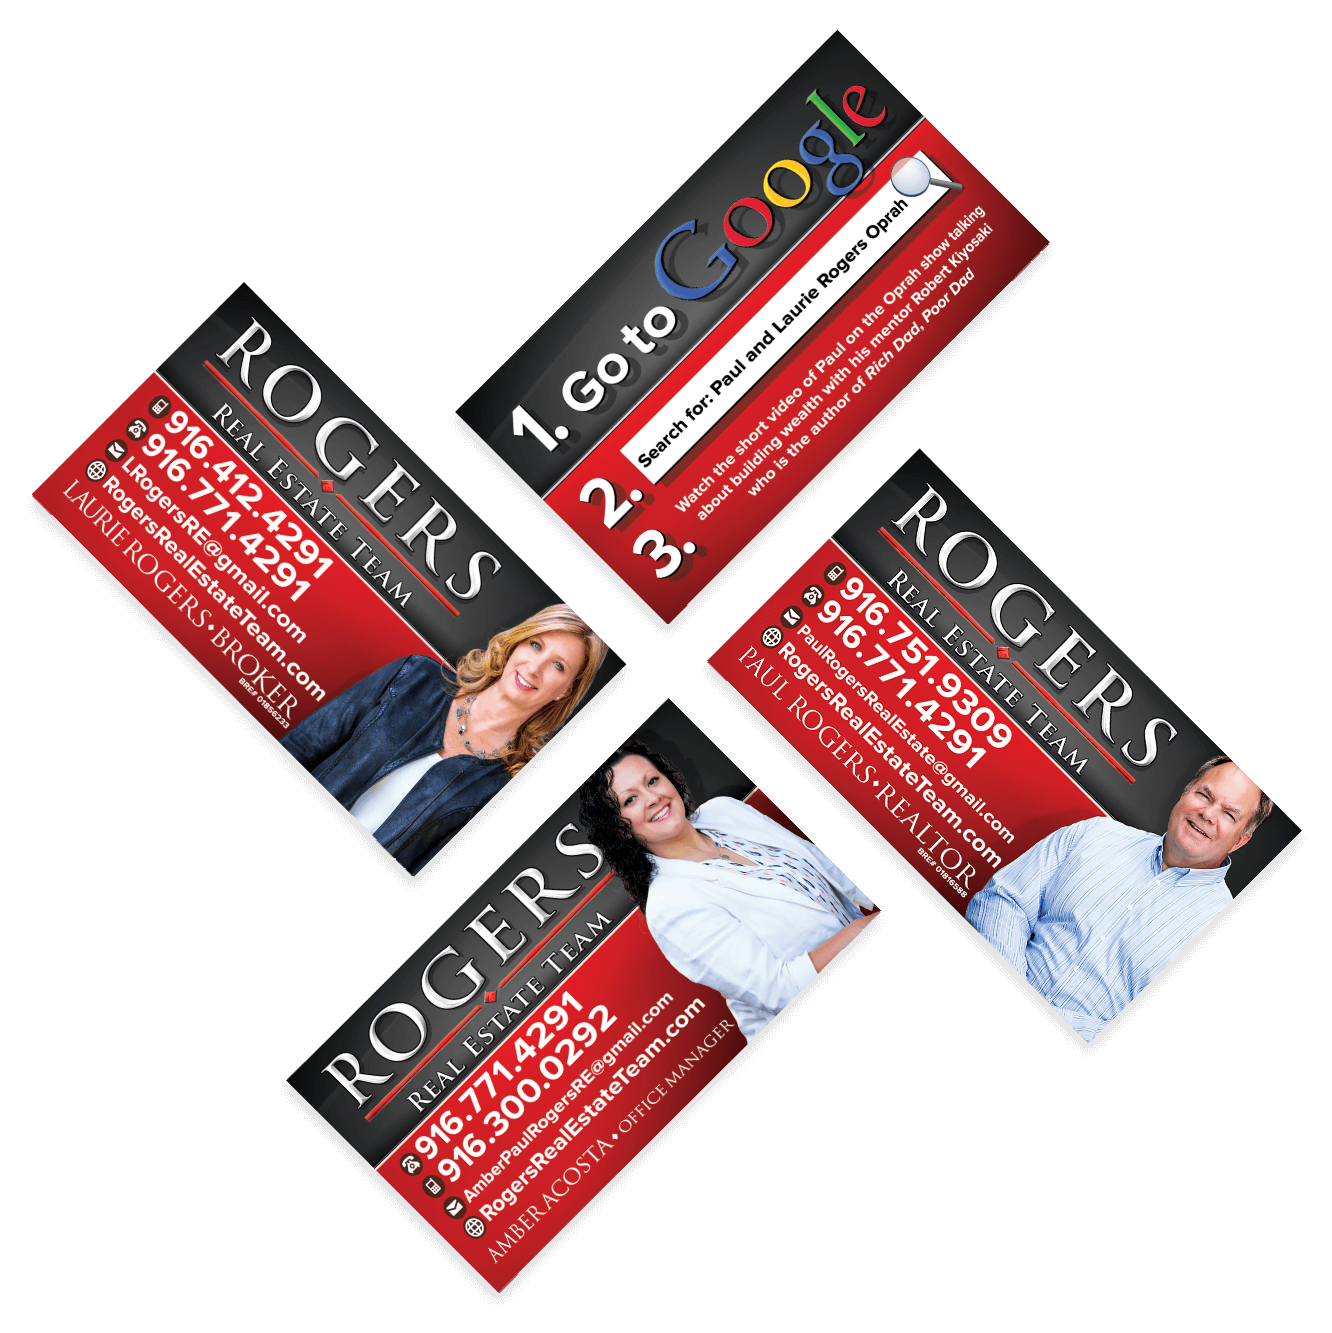 1. Go to Google
2. Search for: Paul and Laurie Rogers Oprah
3. Watch the short video of Paul on the Oprah show talking
about building wealth with his mentor Robert Kiyosaki
who is the author of Rich Dad, Poor Dad
ROGERS
REAL ESTATE TEAM
916.412.4291
916.771.4291
LRogersRE@gmail.com
RogersRealEstateTeam.com
LAURIE ROGERS • BROKER
BRE# 01856233
ROGERS
REAL ESTATE TEAM
916.751.9309
916.771.4291
PaulRogersRealEstate@gmail.com
RogersRealEstateTeam.com
PAUL ROGERS • REALTOR
BRE# 01816588
ROGERS
REAL ESTATE TEAM
916.771.4291
916.300.0292
AmberPaulRogersRE@gmail.com
RogersRealEstateTeam.com
AMBER ACOSTA • OFFICE MANAGER